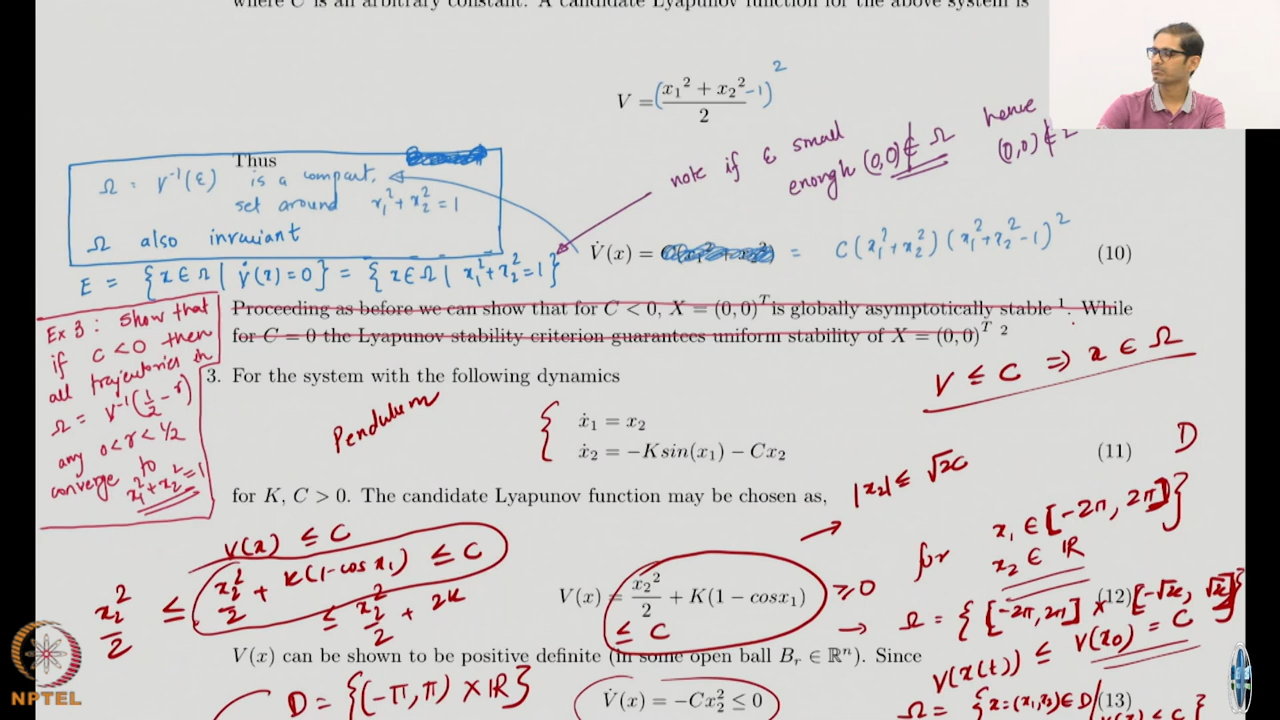 where C is an arbitrary constant. A candidate Lyapunov function for the above system is
V = (x₁² + x₂² -1)² / 2
note if ε small enough (0,0) ∉ Ω hence (0,0) ∉
Thus
Ω = V⁻¹(ε) is a compact,
set around x₁²+x₂²=1
Ω also invariant
V̇(x) = = C(x₁²+x₂²)(x₁²+x₂²-1)² (10)
E = {x∈Ω | V̇(x)=0} = {x∈Ω | x₁²+x₂²=1}
Proceeding as before we can show that for C < 0, X = (0,0)ᵀ is globally asymptotically stable ¹. While
for C = 0 the Lyapunov stability criterion guarantees uniform stability of X = (0,0)ᵀ ²
Ex 3: Show that
if C<0 then
all trajectories in
Ω = V⁻¹(1/2 - r)
any 0<r<1/2
converge to
x₁²+x₂²=1
V ≤ C ⇒ x ∈ Ω
3. For the system with the following dynamics
Pendulum
ẋ₁ = x₂
ẋ₂ = −Ksin(x₁) − Cx₂ (11)
D
for K, C > 0. The candidate Lyapunov function may be chosen as,
|x₂| ≤ √2C
for x₁ ∈ [-2π, 2π]}
x₂ ∈ ℝ
V(x) ≤ C
x₂²/2 ≤ x₂²/2 + K(1-cos x₁) ≤ C
≤ x₂²/2 + 2K
V(x) = x₂²/2 + K(1 − cosx₁) ≥ 0 (12)
≤ C
→ Ω = {[-2π, 2π] × [-√2C, √2C]}
V(x(t)) ≤ V(x₀) = C
V(x) can be shown to be positive definite (in some open ball Bᵣ ∈ ℝⁿ). Since
D = {(-π, π) × ℝ}
V̇(x) = −Cx₂² ≤ 0 (13)
Ω = {x=(x₁,x₂)∈D/
V(x) ≤ C}
NPTEL